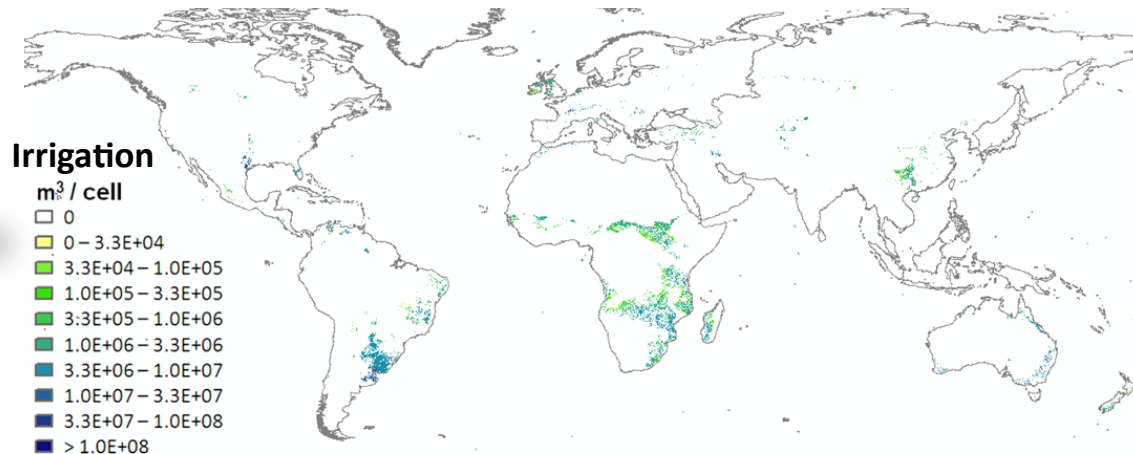 Irrigation
m³ / cell
0
0 – 3.3E+04
3.3E+04 – 1.0E+05
1.0E+05 – 3.3E+05
3.3E+05 – 1.0E+06
1.0E+06 – 3.3E+06
3.3E+06 – 1.0E+07
1.0E+07 – 3.3E+07
3.3E+07 – 1.0E+08
> 1.0E+08